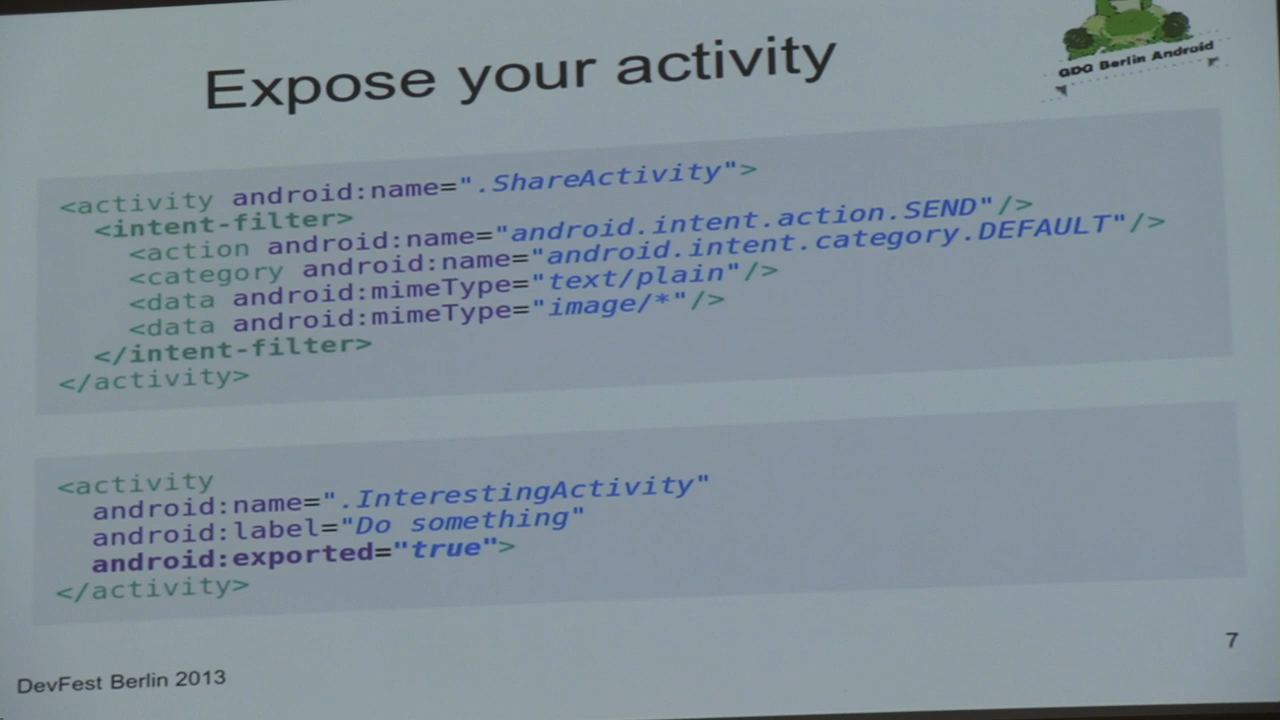 Expose your activity
GDG Berlin Android
<activity android:name=".ShareActivity">
<intent-filter>
<action android:name="android.intent.action.SEND"/>
<category android:name="android.intent.category.DEFAULT"/>
<data android:mimeType="text/plain"/>
<data android:mimeType="image/*"/>
</intent-filter>
</activity>
<activity
android:name=".InterestingActivity"
android:label="Do something"
android:exported="true">
</activity>
DevFest Berlin 2013
7